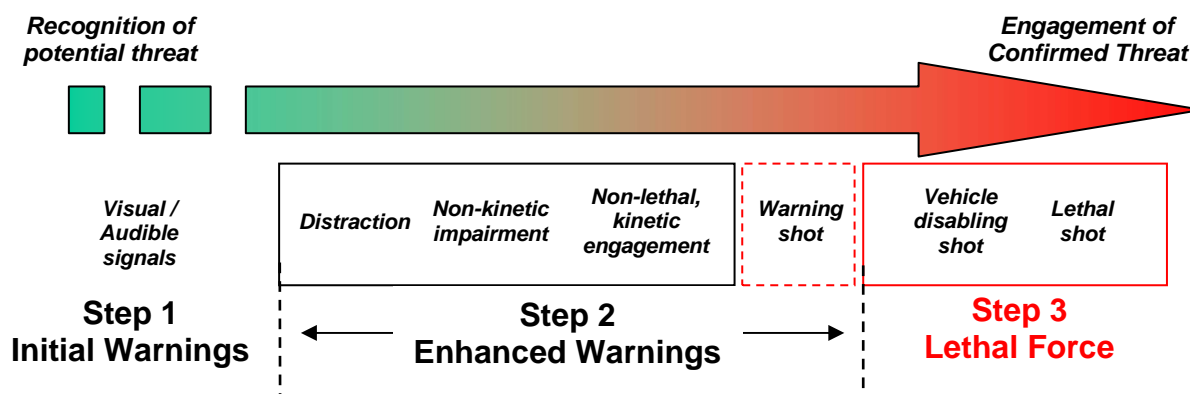 Recognition of
potential threat
Engagement of
Confirmed Threat
Visual /
Audible
signals
Distraction
Non-kinetic
impairment
Non-lethal,
kinetic
engagement
Warning
shot
Vehicle
disabling
shot
Lethal
shot
Step 1
Initial Warnings
Step 2
Enhanced Warnings
Step 3
Lethal Force